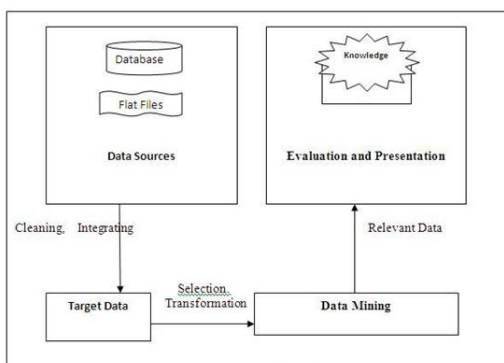 Database
Flat Files
Data Sources
Knowledge
Evaluation and Presentation
Cleaning, Integrating
Relevant Data
Selection,
Transformation
Target Data
Data Mining